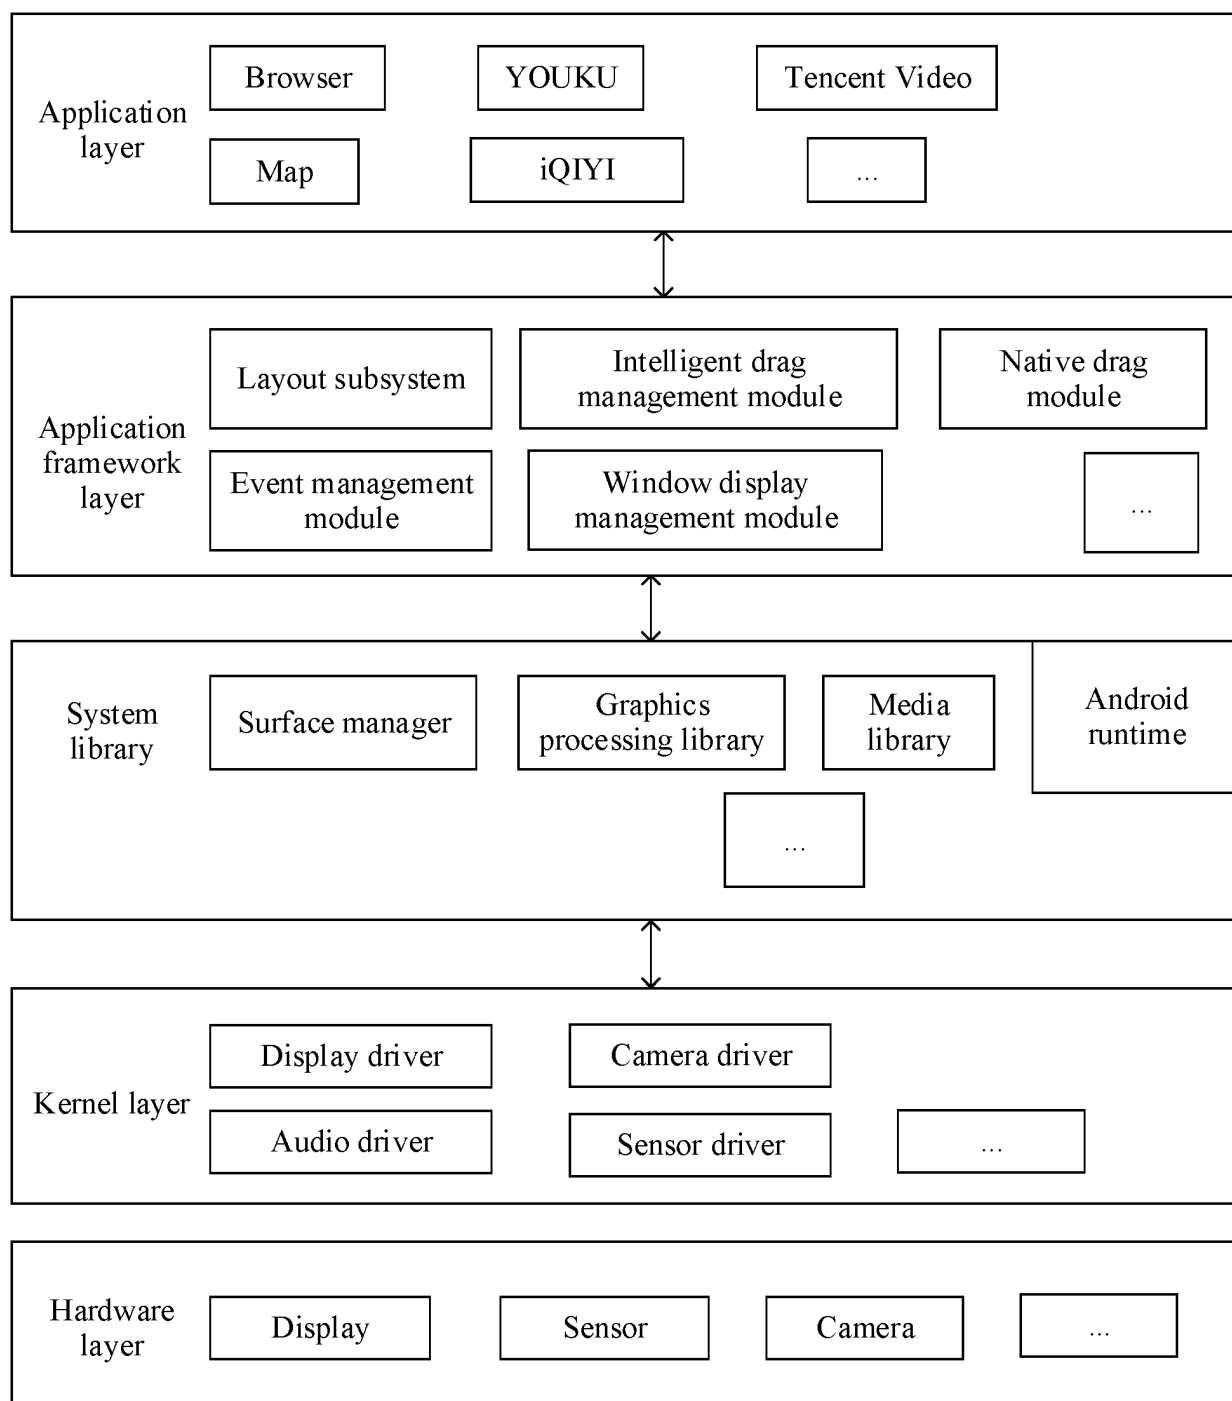 Application
layer
Browser
YOUKU
Tencent Video
Map
iQIYI
...
Application
framework
layer
Layout subsystem
Intelligent drag
management module
Native drag
module
Event management
module
Window display
management module
...
System
library
Surface manager
Graphics
processing library
Media
library
Android
runtime
...
Kernel layer
Display driver
Camera driver
Audio driver
Sensor driver
...
Hardware
layer
Display
Sensor
Camera
...